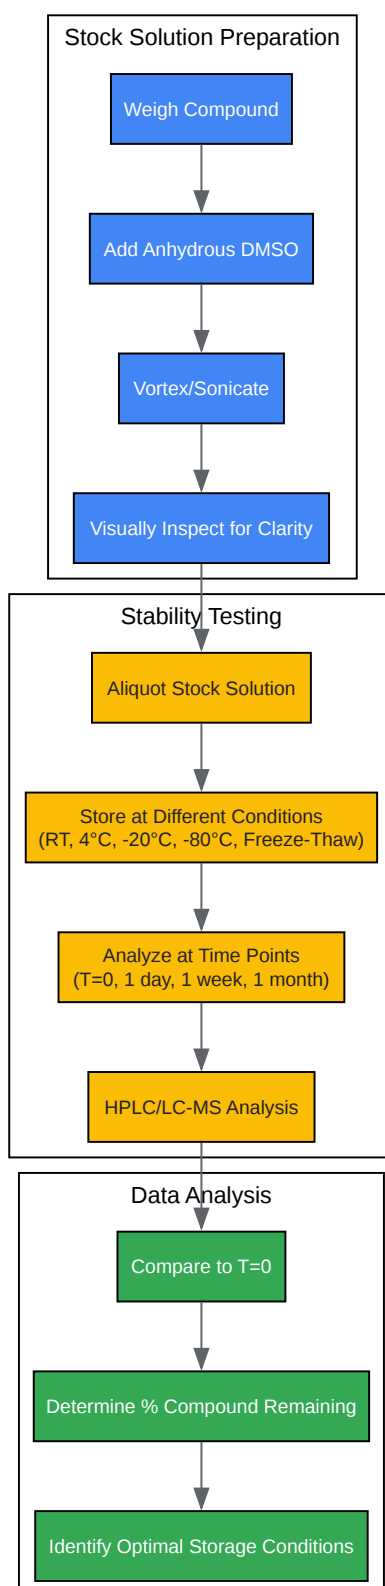 Stock Solution Preparation
Weigh Compound
Add Anhydrous DMSO
Vortex/Sonicate
Visually Inspect for Clarity
Stability Testing
Aliquot Stock Solution
Store at Different Conditions
(RT, 4°C, -20°C, -80°C, Freeze-Thaw)
Analyze at Time Points
(T=0, 1 day, 1 week, 1 month)
HPLC/LC-MS Analysis
Data Analysis
Compare to T=0
Determine % Compound Remaining
Identify Optimal Storage Conditions